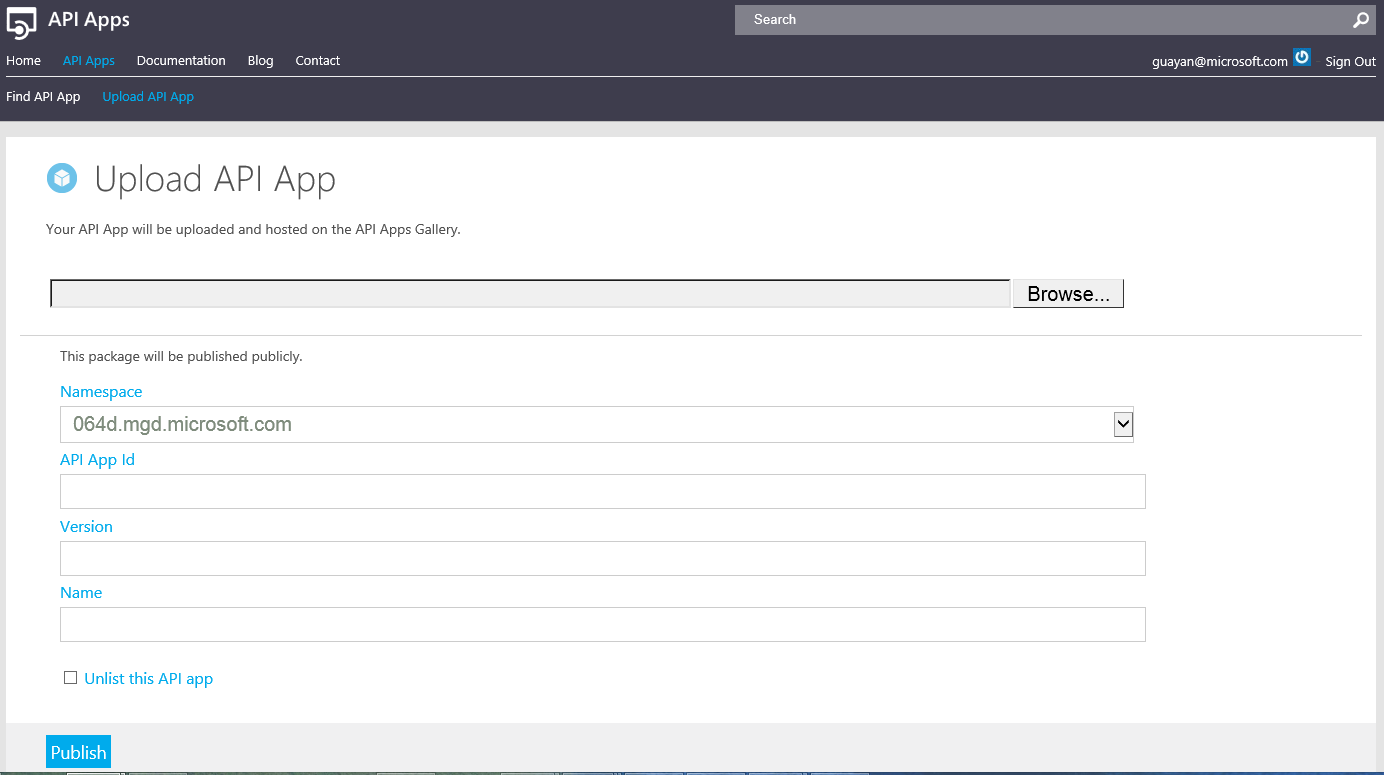 API Apps
Search
Home API Apps Documentation Blog Contact
guayan@microsoft.com Sign Out
Find API App Upload API App
Upload API App
Your API App will be uploaded and hosted on the API Apps Gallery.
Browse...
This package will be published publicly.
Namespace
064d.mgd.microsoft.com
API App Id
Version
Name
Unlist this API app
Publish